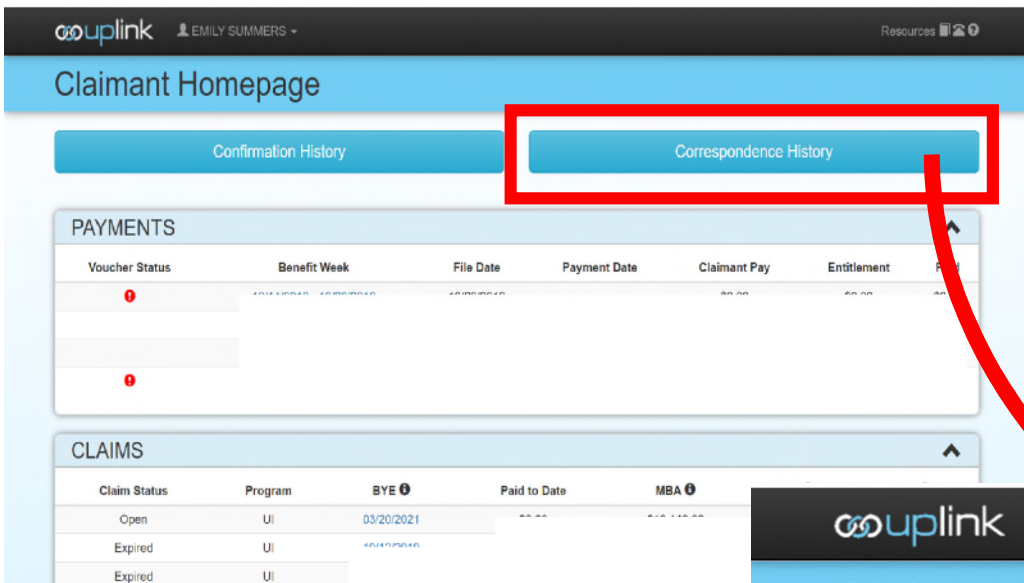 uplink EMILY SUMMERS Resources
Claimant Homepage
Confirmation History Correspondence History
PAYMENTS
Voucher Status Benefit Week File Date Payment Date Claimant Pay Entitlement
CLAIMS
Claim Status Program BYE Paid to Date MBA
Open UI 03/20/2021
Expired UI
Expired UI
uplink